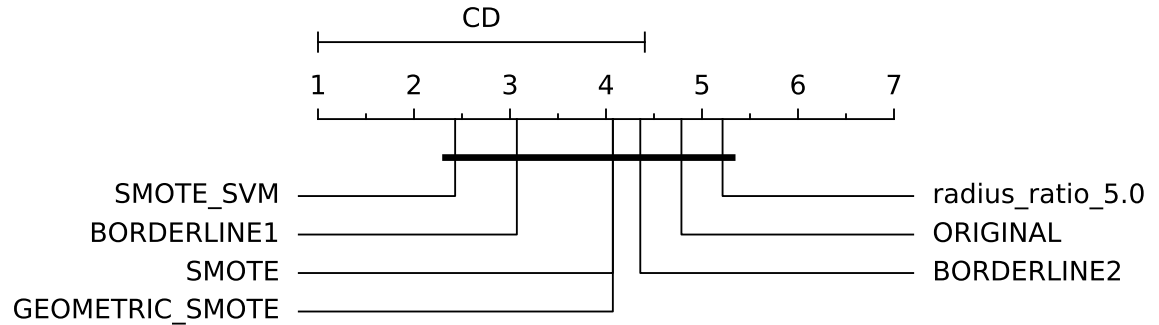 CD
1 2 3 4 5 6 7
SMOTE_SVM
BORDERLINE1
SMOTE
GEOMETRIC_SMOTE
radius_ratio_5.0
ORIGINAL
BORDERLINE2